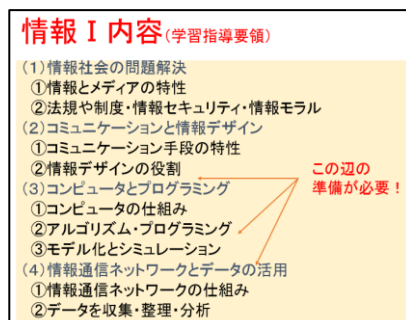 情報Ⅰ内容(学習指導要領)
(1)情報社会の問題解決
①情報とメディアの特性
②法規や制度・情報セキュリティ・情報モラル
(2)コミュニケーションと情報デザイン
①コミュニケーション手段の特性
②情報デザインの役割
この辺の
準備が必要！
(3)コンピュータとプログラミング
①コンピュータの仕組み
②アルゴリズム・プログラミング
③モデル化とシミュレーション
(4)情報通信ネットワークとデータの活用
①情報通信ネットワークの仕組み
②データを収集・整理・分析